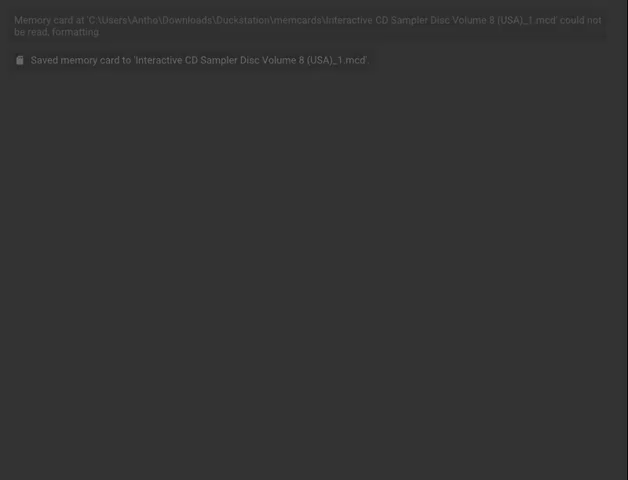 Memory card at 'C:\Users\Antho\Downloads\Duckstation\memcards\Interactive CD Sampler Disc Volume 8 (USA)_1.mcd' could not
be read, formatting
Saved memory card to 'Interactive CD Sampler Disc Volume 8 (USA)_1.mcd'.